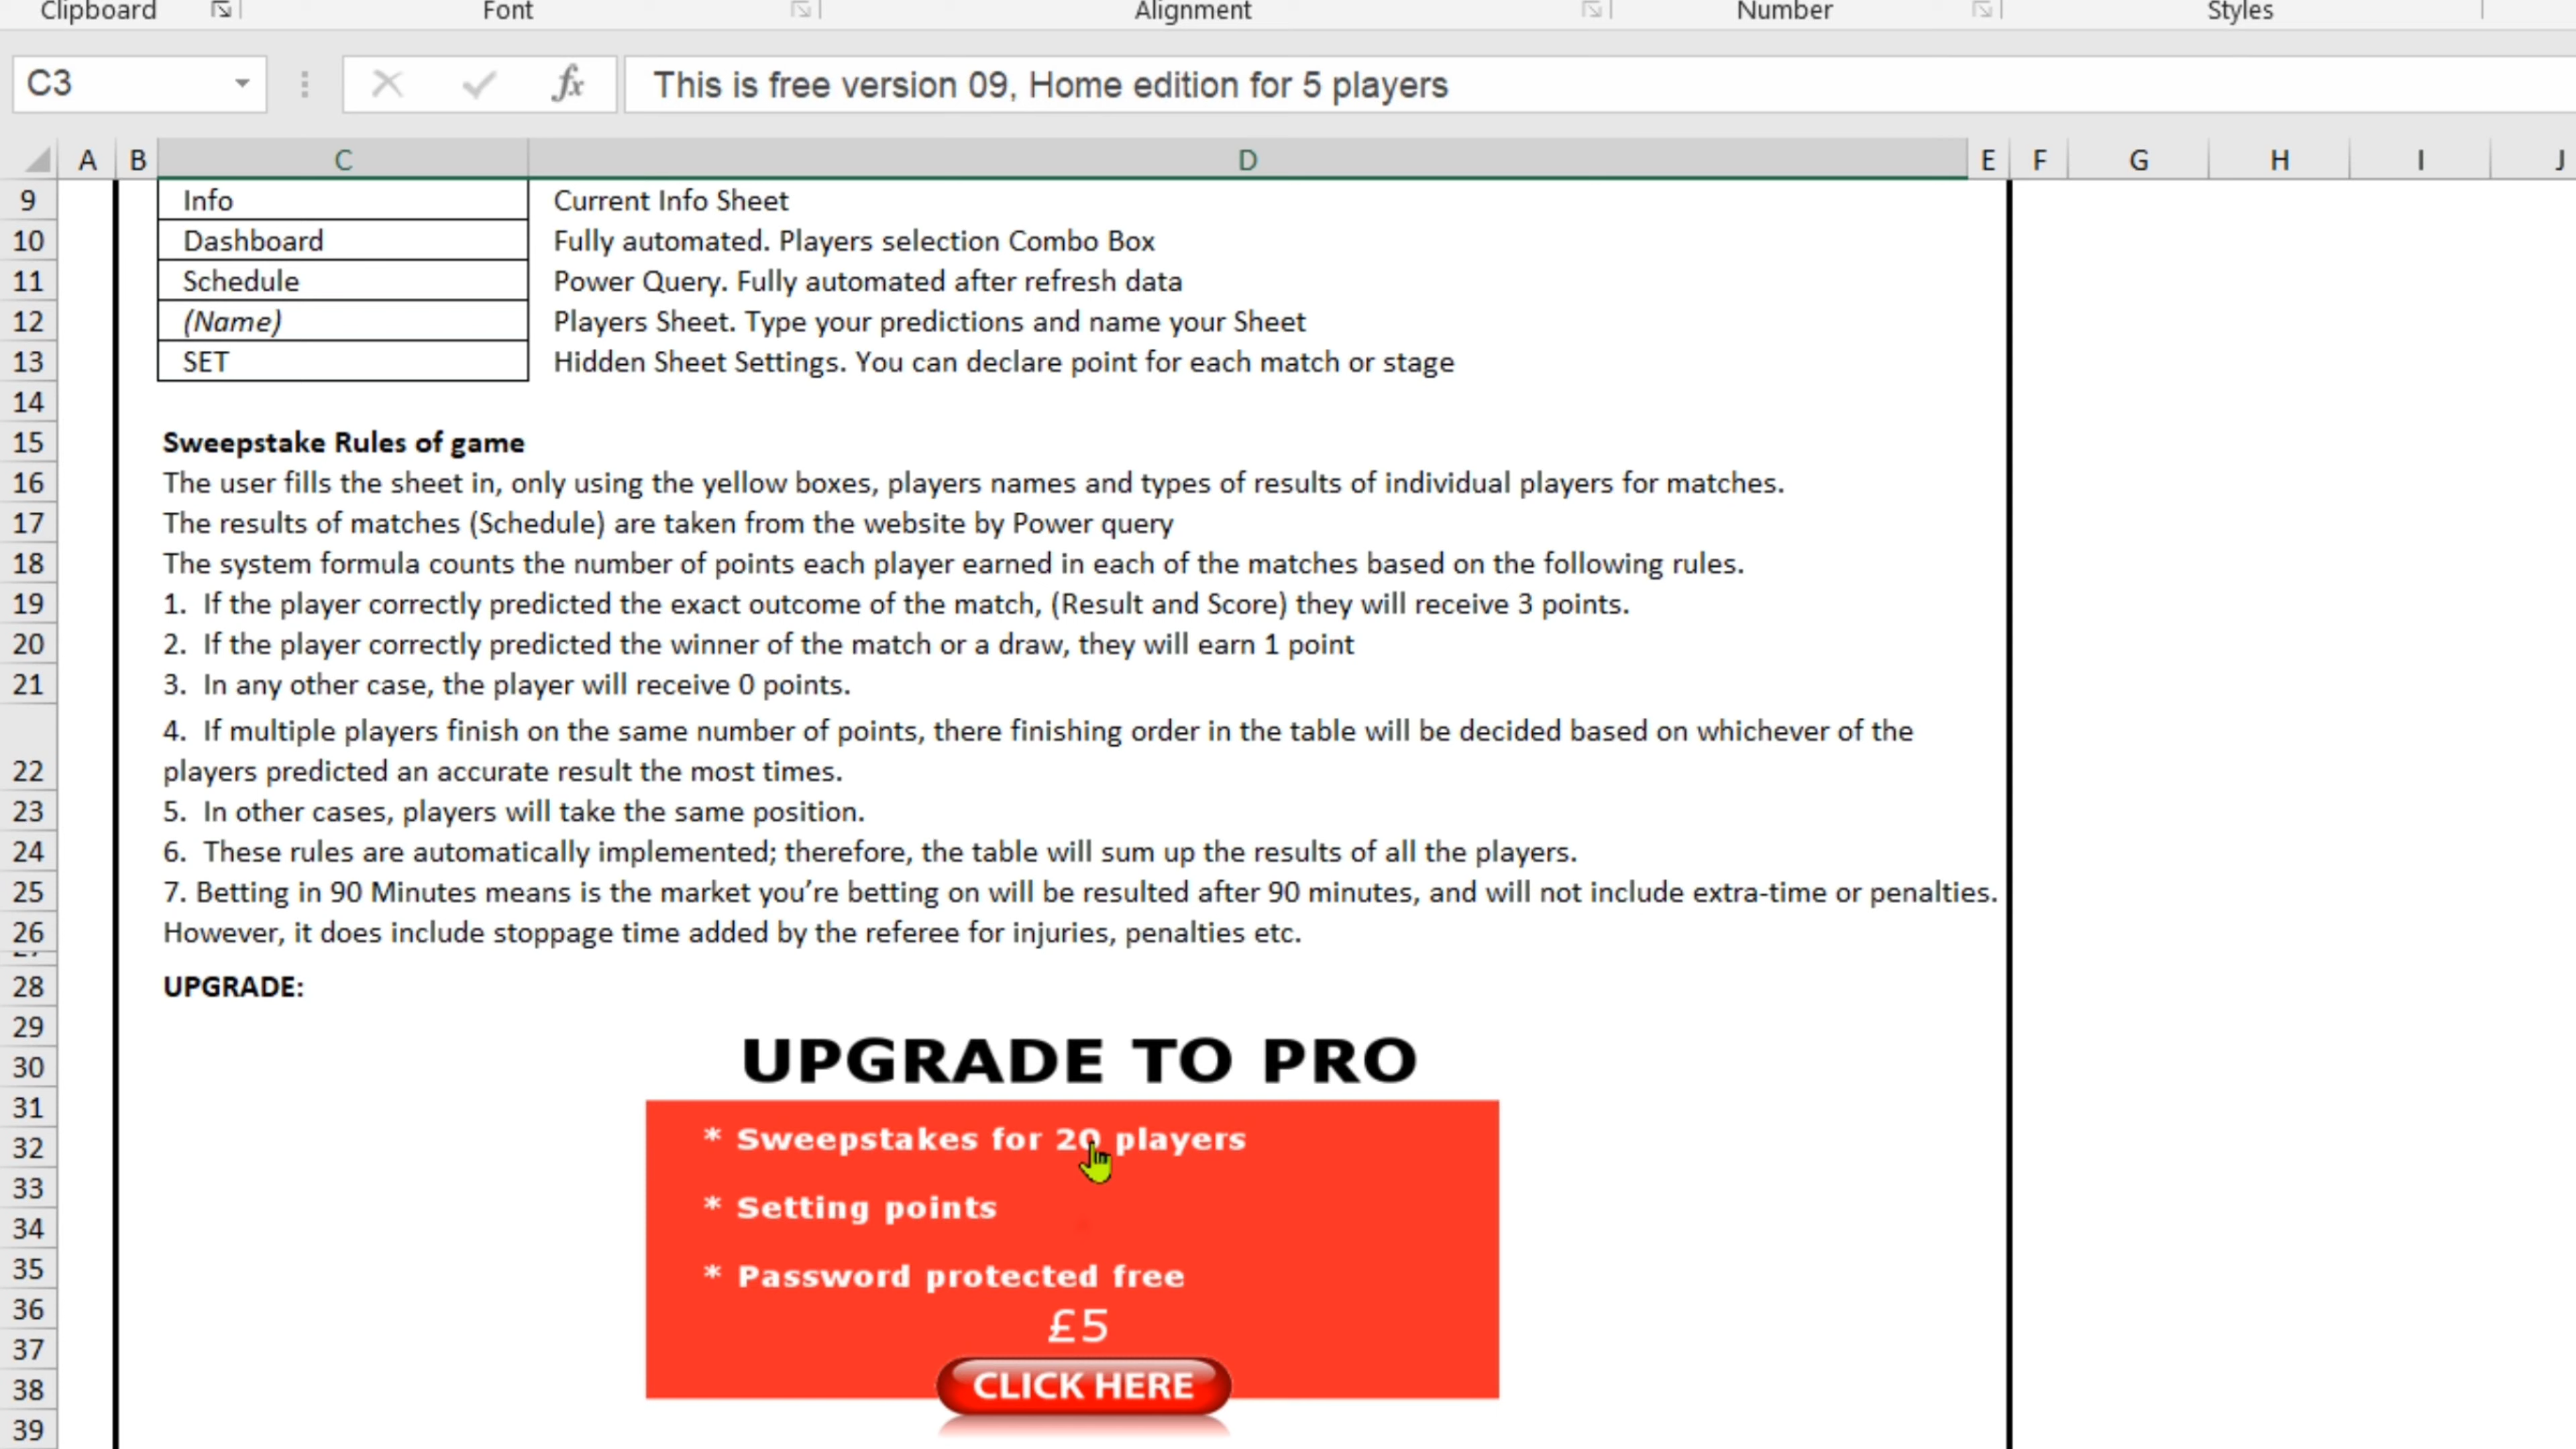 Clipboard Font Alignment Number Styles
C3 fx This is free version 09, Home edition for 5 players
A B C D E F G H I J
9 Info Current Info Sheet
10 Dashboard Fully automated. Players selection Combo Box
11 Schedule Power Query. Fully automated after refresh data
12 (Name) Players Sheet. Type your predictions and name your Sheet
13 SET Hidden Sheet Settings. You can declare point for each match or stage
14
15 Sweepstake Rules of game
16 The user fills the sheet in, only using the yellow boxes, players names and types of results of individual players for matches.
17 The results of matches (Schedule) are taken from the website by Power query
18 The system formula counts the number of points each player earned in each of the matches based on the following rules.
19 1. If the player correctly predicted the exact outcome of the match, (Result and Score) they will receive 3 points.
20 2. If the player correctly predicted the winner of the match or a draw, they will earn 1 point
21 3. In any other case, the player will receive 0 points.
4. If multiple players finish on the same number of points, there finishing order in the table will be decided based on whichever of the
22 players predicted an accurate result the most times.
23 5. In other cases, players will take the same position.
24 6. These rules are automatically implemented; therefore, the table will sum up the results of all the players.
25 7. Betting in 90 Minutes means is the market you’re betting on will be resulted after 90 minutes, and will not include extra-time or penalties.
26 However, it does include stoppage time added by the referee for injuries, penalties etc.
28 UPGRADE:
29
30 UPGRADE TO PRO
31
32 * Sweepstakes for 20 players
33
34 * Setting points
35 * Password protected free
36 £5
37
38 CLICK HERE
39